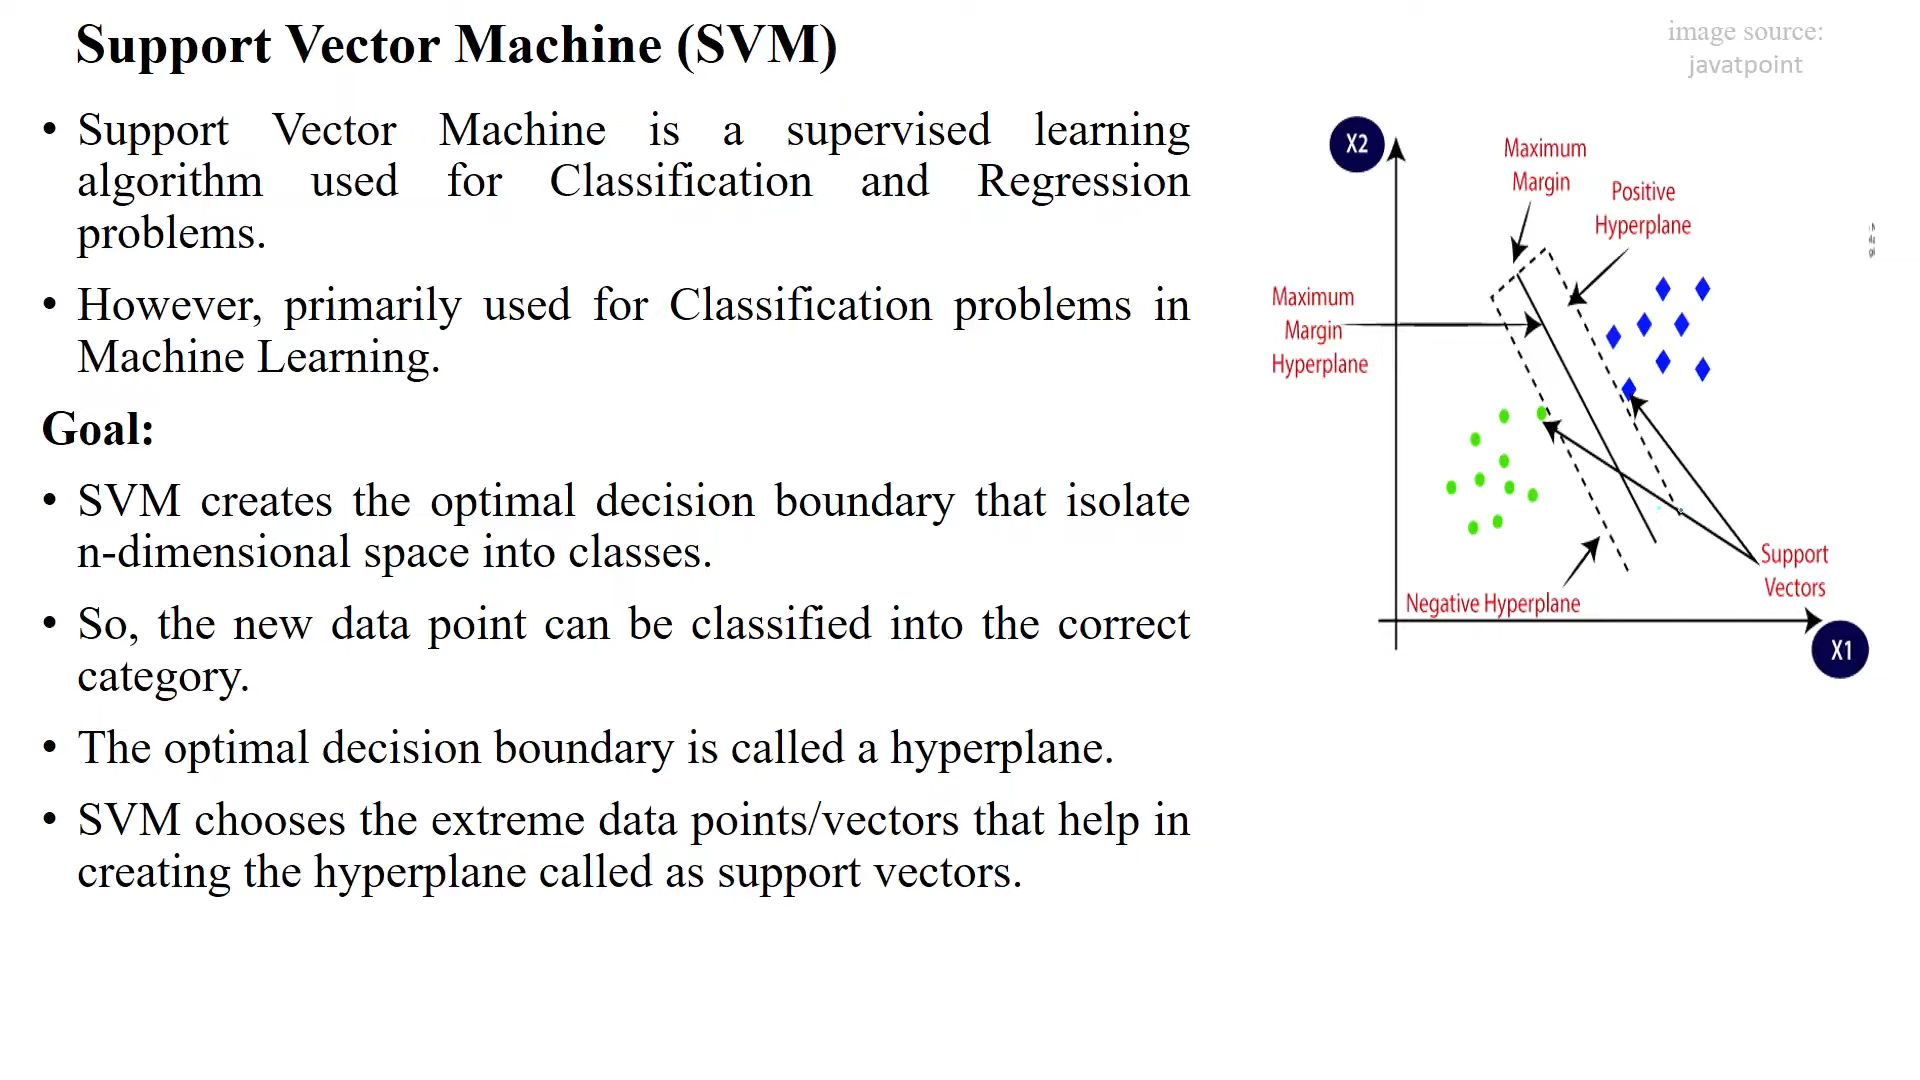 Support Vector Machine (SVM)
image source:
javatpoint
• Support Vector Machine is a supervised learning
algorithm used for Classification and Regression
problems.
• However, primarily used for Classification problems in
Machine Learning.
Goal:
• SVM creates the optimal decision boundary that isolate
n-dimensional space into classes.
• So, the new data point can be classified into the correct
category.
• The optimal decision boundary is called a hyperplane.
• SVM chooses the extreme data points/vectors that help in
creating the hyperplane called as support vectors.
X2
Maximum
Margin
Positive
Hyperplane
Maximum
Margin
Hyperplane
Support
Vectors
Negative Hyperplane
X1